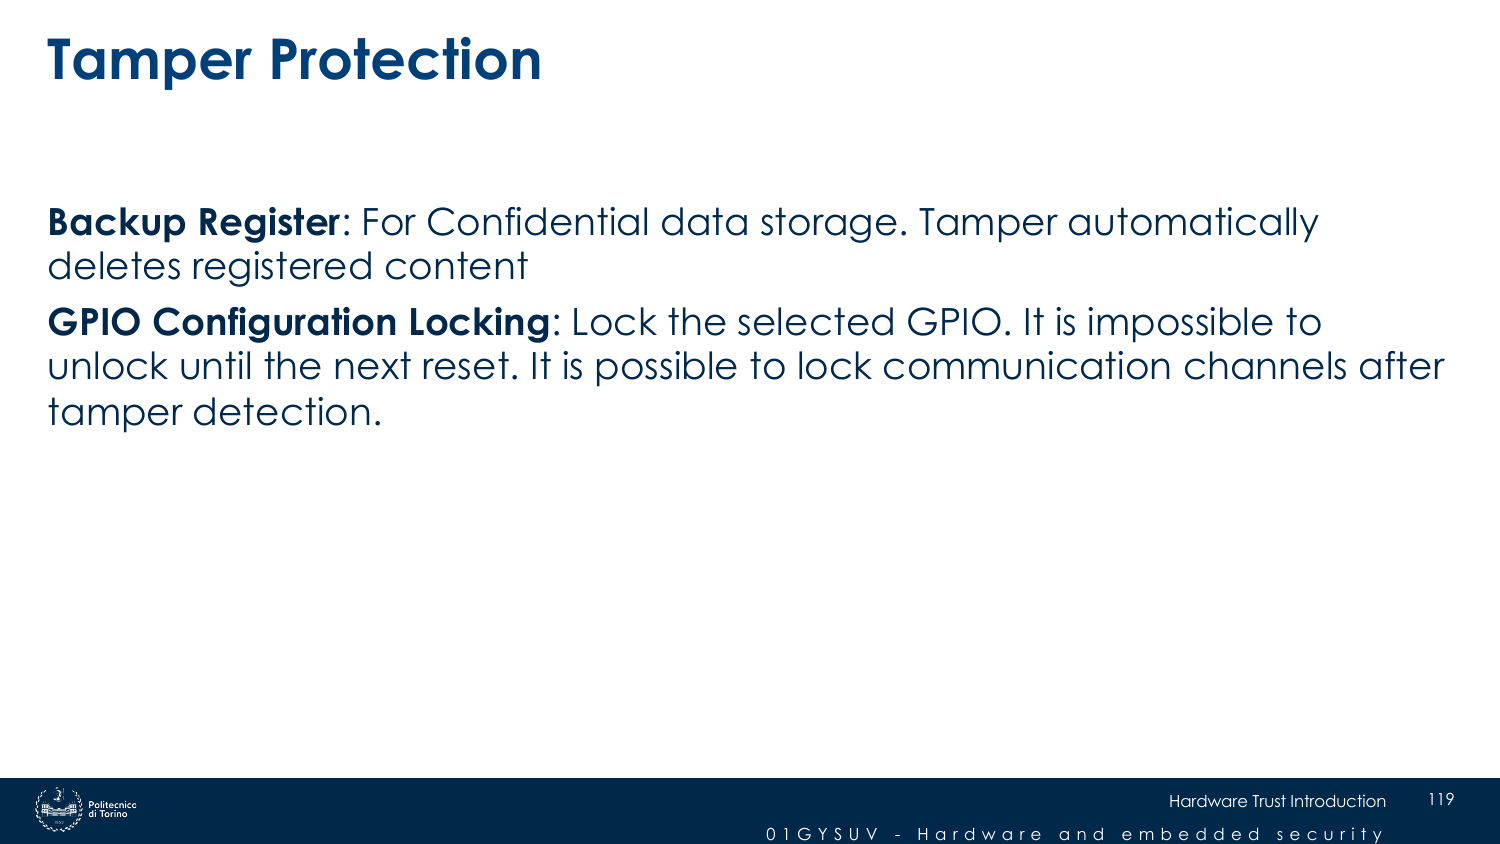 Tamper Protection
Backup Register: For Confidential data storage. Tamper automatically
deletes registered content
GPIO Configuration Locking: Lock the selected GPIO. It is impossible to
unlock until the next reset. It is possible to lock communication channels after
tamper detection.
Politecnico
di Torino
Hardware Trust Introduction
119
01GYSUV - Hardware and embedded security